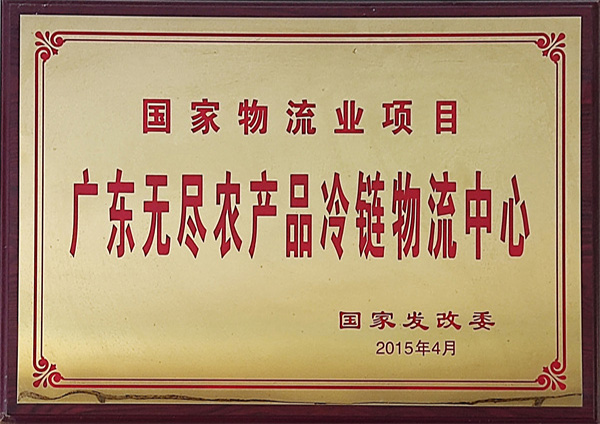 国家物流业项目
广东无尽农产品冷链物流中心
国家发改委
2015年4月